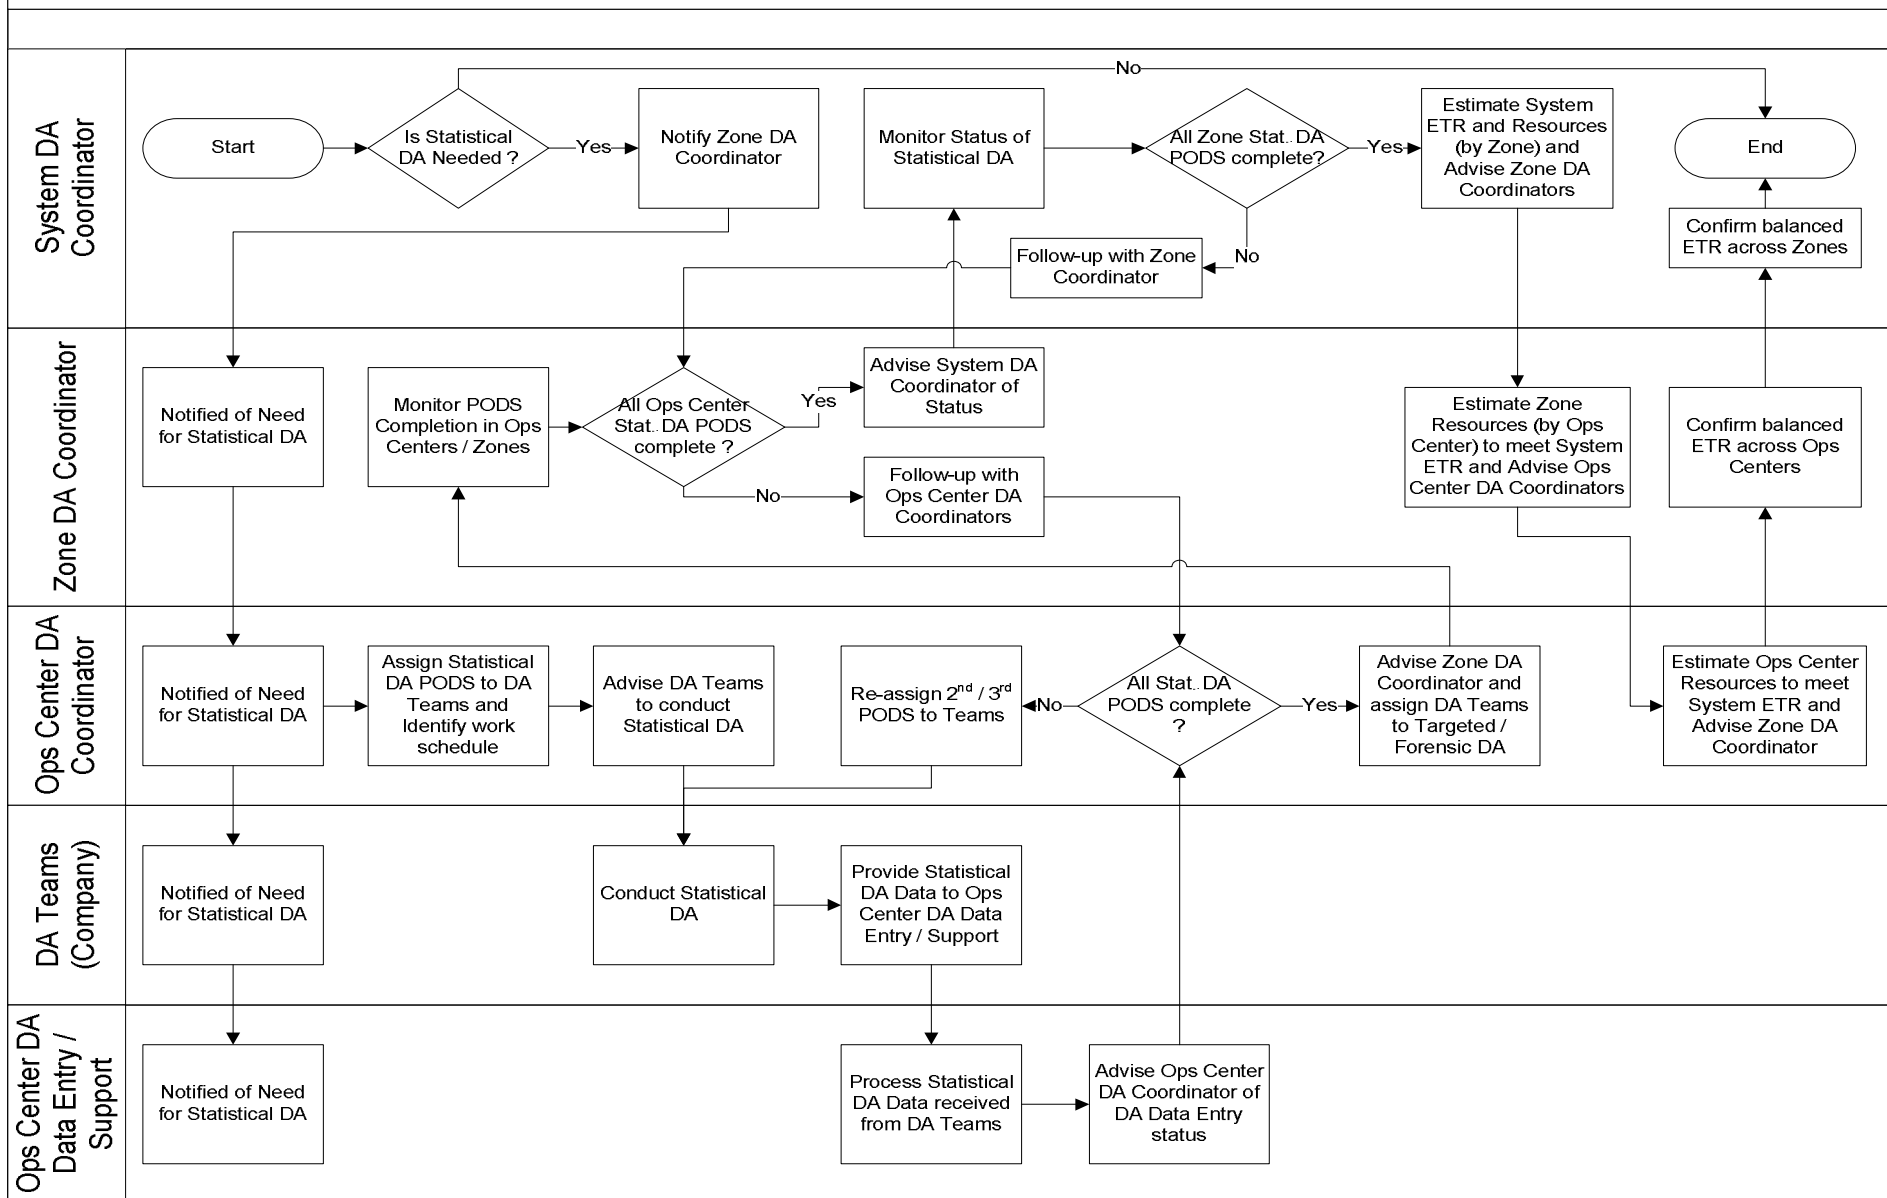 System DA
Coordinator
No
Start
Is Statistical
DA Needed ?
Yes
Notify Zone DA
Coordinator
Monitor Status of
Statistical DA
All Zone Stat.. DA
PODS complete?
Yes
Estimate System
ETR and Resources
(by Zone) and
Advise Zone DA
Coordinators
End
No
Follow-up with Zone
Coordinator
Confirm balanced
ETR across Zones
Zone DA Coordinator
Notified of Need
for Statistical DA
Monitor PODS
Completion in Ops
Centers / Zones
All Ops Center
Stat.. DA PODS
complete ?
Yes
Advise System DA
Coordinator of
Status
No
Follow-up with
Ops Center DA
Coordinators
Estimate Zone
Resources (by Ops
Center) to meet System
ETR and Advise Ops
Center DA Coordinators
Confirm balanced
ETR across Ops
Centers
Ops Center DA
Coordinator
Notified of Need
for Statistical DA
Assign Statistical
DA PODS to DA
Teams and
Identify work
schedule
Advise DA Teams
to conduct
Statistical DA
Re-assign 2nd / 3rd
PODS to Teams
No
All Stat.. DA
PODS complete
?
Yes
Advise Zone DA
Coordinator and
assign DA Teams
to Targeted /
Forensic DA
Estimate Ops Center
Resources to meet
System ETR and
Advise Zone DA
Coordinator
DA Teams
(Company)
Notified of Need
for Statistical DA
Conduct Statistical
DA
Provide Statistical
DA Data to Ops
Center DA Data
Entry / Support
Ops Center DA
Data Entry /
Support
Notified of Need
for Statistical DA
Process Statistical
DA Data received
from DA Teams
Advise Ops Center
DA Coordinator of
DA Data Entry
status